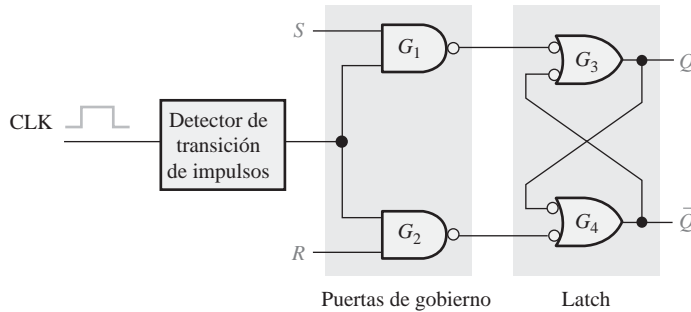 S
G1
G3
Q
CLK
Detector de
transición
de impulsos
G2
G4
Q̅
R
Puertas de gobierno
Latch